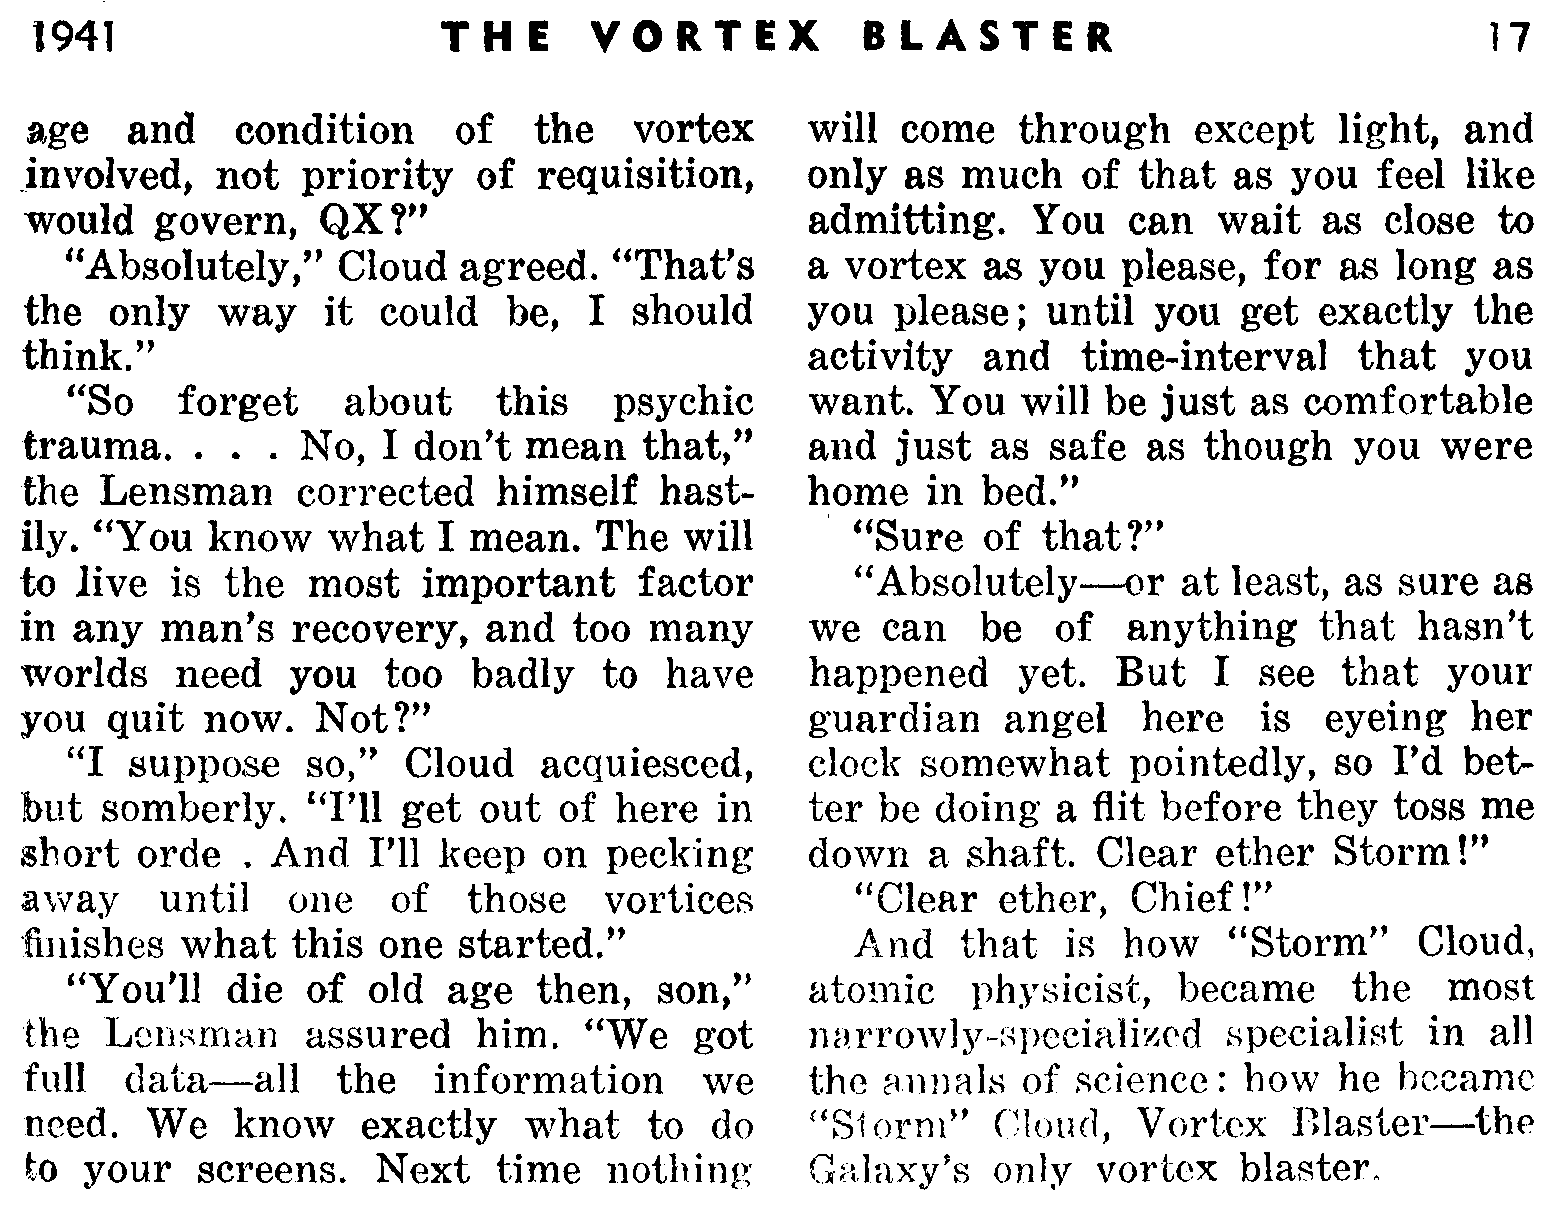 1941 THE VORTEX BLASTER 17
age and condition of the vortex
involved, not priority of requisition,
would govern, QX?"
"Absolutely," Cloud agreed. "That's
the only way it could be, I should
think."
"So forget about this psychic
trauma. . . . No, I don't mean that,"
the Lensman corrected himself hast-
ily. "You know what I mean. The will
to live is the most important factor
in any man's recovery, and too many
worlds need you too badly to have
you quit now. Not?"
"I suppose so," Cloud acquiesced,
but somberly. "I'll get out of here in
short orde . And I'll keep on pecking
away until one of those vortices
finishes what this one started."
"You'll die of old age then, son,"
the Lensman assured him. "We got
full data—all the information we
need. We know exactly what to do
to your screens. Next time nothing
will come through except light, and
only as much of that as you feel like
admitting. You can wait as close to
a vortex as you please, for as long as
you please; until you get exactly the
activity and time-interval that you
want. You will be just as comfortable
and just as safe as though you were
home in bed."
"Sure of that?"
"Absolutely—or at least, as sure as
we can be of anything that hasn't
happened yet. But I see that your
guardian angel here is eyeing her
clock somewhat pointedly, so I'd bet-
ter be doing a flit before they toss me
down a shaft. Clear ether Storm!"
"Clear ether, Chief!"
And that is how "Storm" Cloud,
atomic physicist, became the most
narrowly-specialized specialist in all
the annals of science: how he became
"Storm" Cloud, Vortex Blaster—the
Galaxy's only vortex blaster.